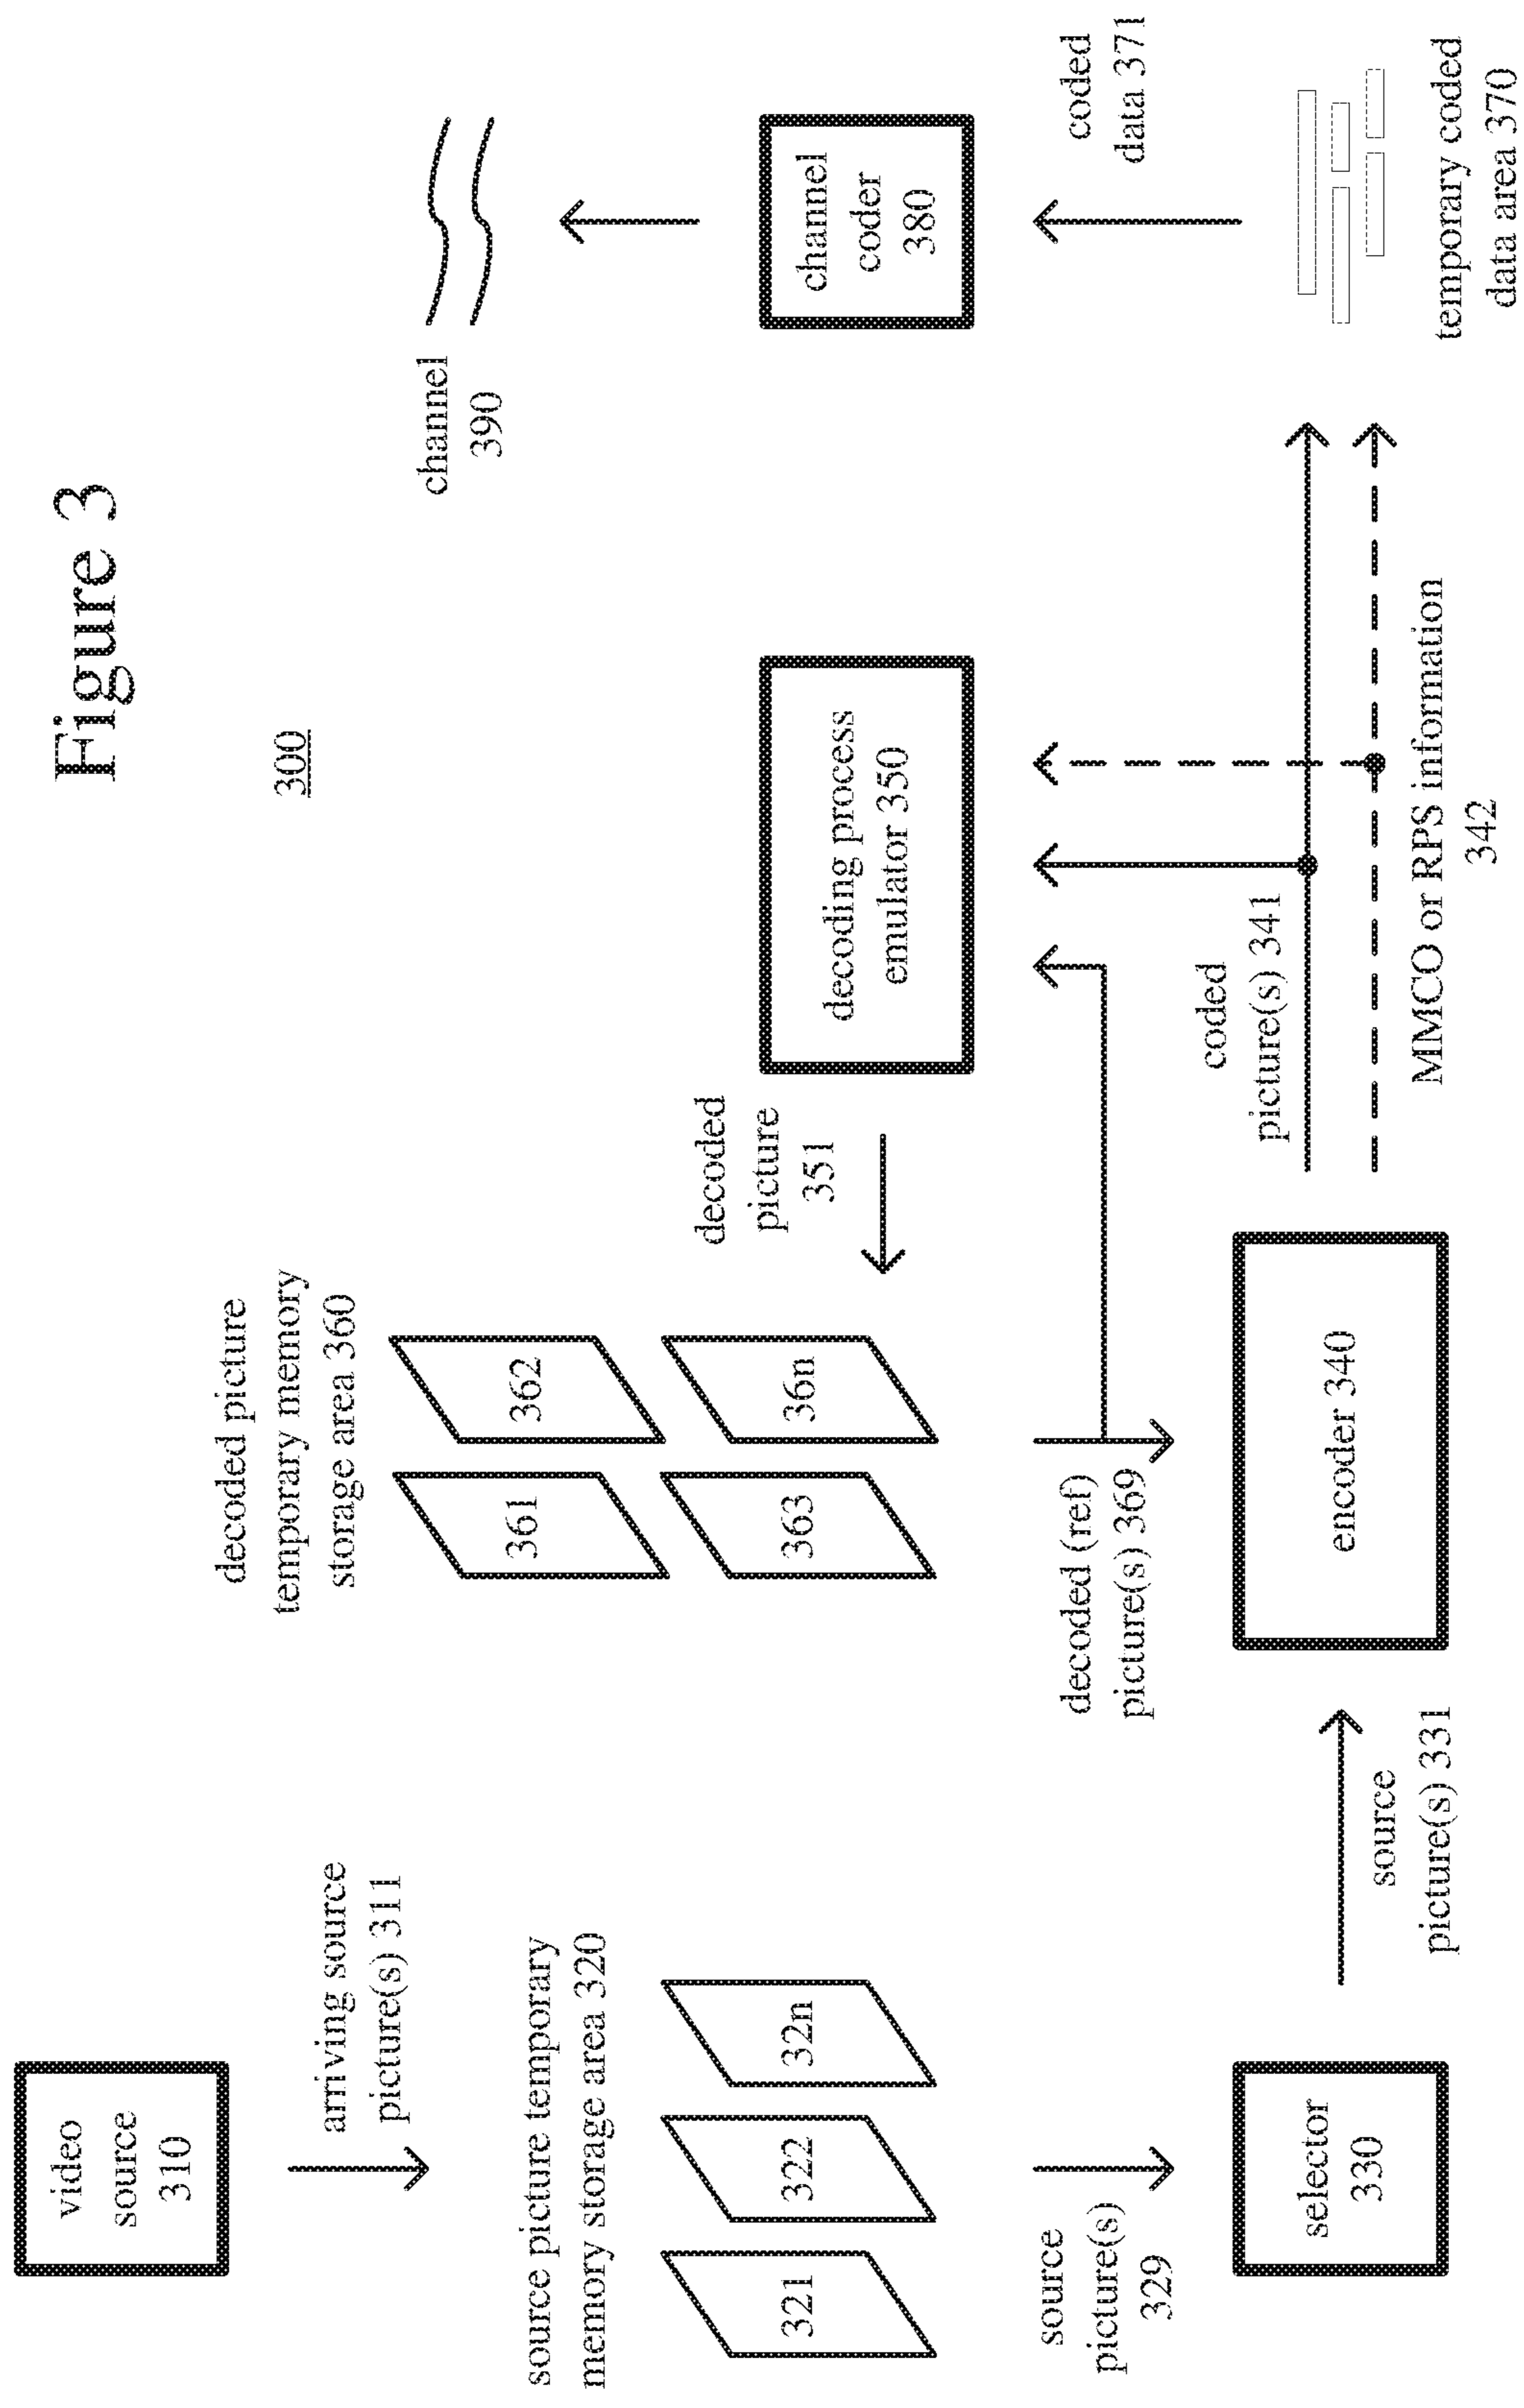 Figure 3
300
video
source
310
arriving source
picture(s) 311
source picture temporary
memory storage area 320
321
322
32n
source
picture(s)
329
selector
330
source
picture(s) 331
decoded picture
temporary memory
storage area 360
361
362
363
36n
decoded (ref)
picture(s) 369
encoder 340
decoded
picture
351
decoding process
emulator 350
coded
picture(s) 341
MMCO or RPS information
342
channel
390
channel
coder
380
coded
data 371
temporary coded
data area 370